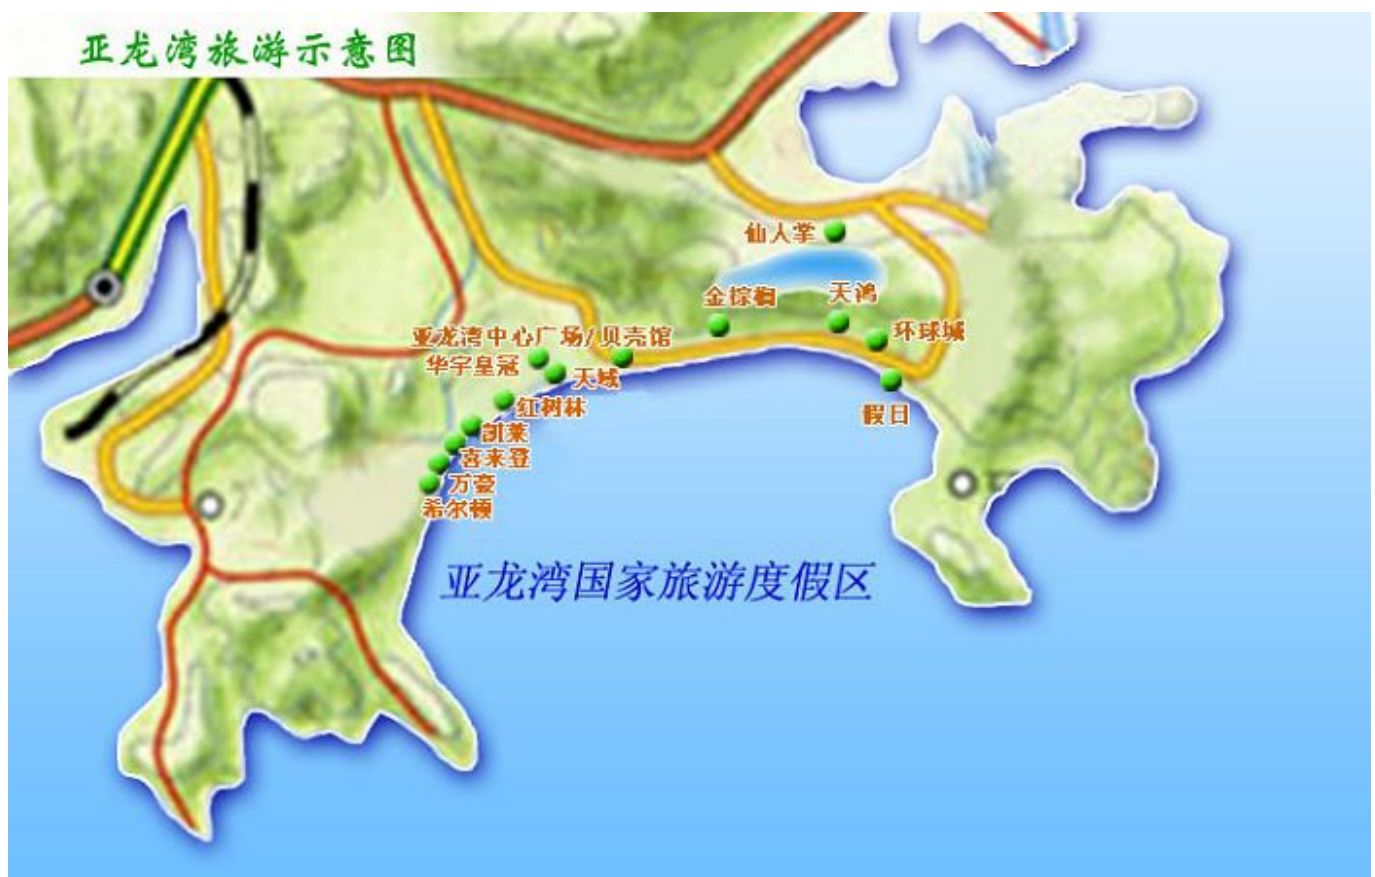 亚龙湾旅游示意图
仙人掌
金棕榈
天鸿
环球城
亚龙湾中心广场/贝壳馆
华宇皇冠
天域
假日
红树林
凯莱
喜来登
万豪
希尔顿
亚龙湾国家旅游度假区